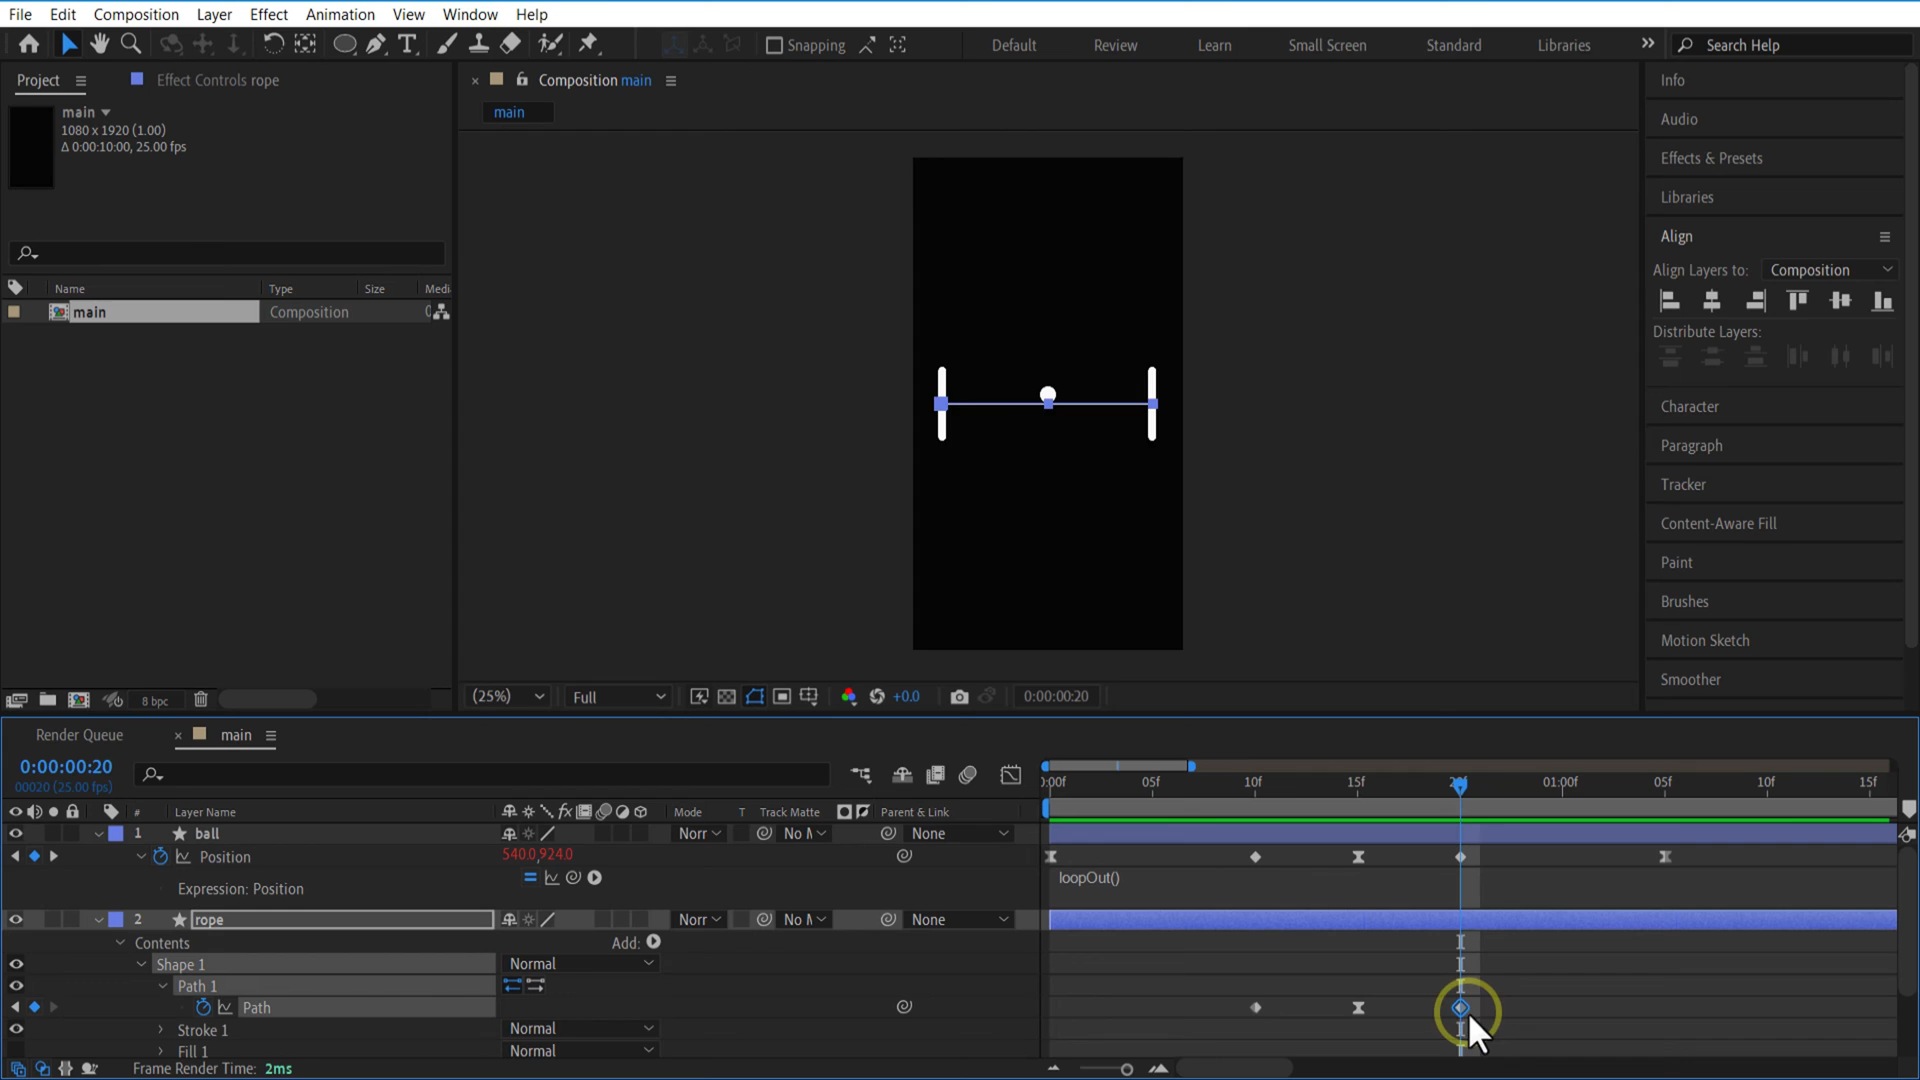 File Edit Composition Layer Effect Animation View Window Help
Snapping Default Review Learn Small Screen Standard Libraries Search Help
Project Effect Controls rope Composition main Info
main
1080 x 1920 (1.00)
Δ 0:00:10:00, 25.00 fps
main
Audio
Effects & Presets
Libraries
Align
Align Layers to: Composition
Name Type Size Medi
main Composition
Distribute Layers:
Character
Paragraph
Tracker
Content-Aware Fill
Paint
Brushes
Motion Sketch
Smoother
8 bpc (25%) Full +0.0 0:00:00:20
Render Queue main
0:00:00:20
00020 (25.00 fps)
:00f 05f 10f 15f 01:00f 05f 10f 15f
# Layer Name Mode T Track Matte Parent & Link
1 ball Norr No M None
Position 540.0,924.0
Expression: Position loopOut()
2 rope Norr No M None
Contents Add:
Shape 1 Normal
Path 1
Path
Stroke 1 Normal
Fill 1 Normal
Frame Render Time: 2ms